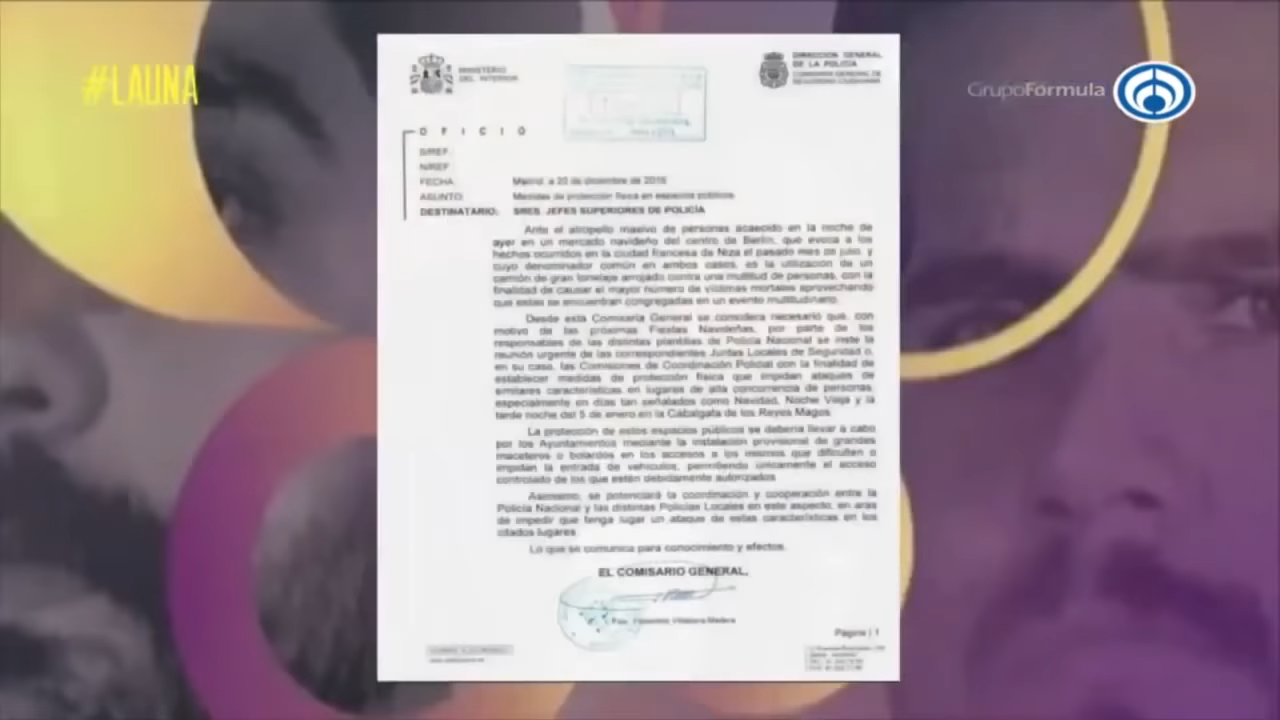 #LAUNA
GrupoFórmula
MINISTERIO
DEL INTERIOR
DIRECCIÓN GENERAL
DE LA POLICÍA
COMISARÍA GENERAL DE
SEGURIDAD CIUDADANA
OFICIO
S/REF.
N/REF.
FECHA: Madrid, a 20 de diciembre de 2016
ASUNTO: Medidas de protección física en espacios públicos
DESTINATARIO: SRES. JEFES SUPERIORES DE POLICÍA
Ante el atropello masivo de personas acaecido en la noche de
ayer en un mercado navideño del centro de Berlín, que evoca a los
hechos ocurridos en la ciudad francesa de Niza el pasado mes de julio, y
cuyo denominador común en ambos casos, es la utilización de un
camión de gran tonelaje arrojado contra una multitud de personas, con la
finalidad de causar el mayor número de víctimas mortales aprovechando
que estas se encuentran congregadas en un evento multitudinario.
Desde esta Comisaría General se considera necesario que, con
motivo de las próximas Fiestas Navideñas, por parte de los
responsables de las distintas plantillas de Policía Nacional se inste la
reunión urgente de las correspondientes Juntas Locales de Seguridad o,
en su caso, las Comisiones de Coordinación Policial con la finalidad de
establecer medidas de protección física que impidan ataques de
similares características en lugares de alta concurrencia de personas,
especialmente en días tan señalados como Navidad, Noche Vieja y la
tarde noche del 5 de enero en la Cabalgata de los Reyes Magos.
La protección de estos espacios públicos se debería llevar a cabo
por los Ayuntamientos mediante la instalación provisional de grandes
maceteros o bolardos en los accesos a los mismos que dificulten o
impidan la entrada de vehículos, permitiendo únicamente el acceso
controlado de los que estén debidamente autorizados.
Asimismo, se potenciará la coordinación y cooperación entre la
Policía Nacional y las distintas Policías Locales en este aspecto, en aras
de impedir que tenga lugar un ataque de estas características en los
citados lugares.
Lo que se comunica para conocimiento y efectos.
EL COMISARIO GENERAL,
Página | 1